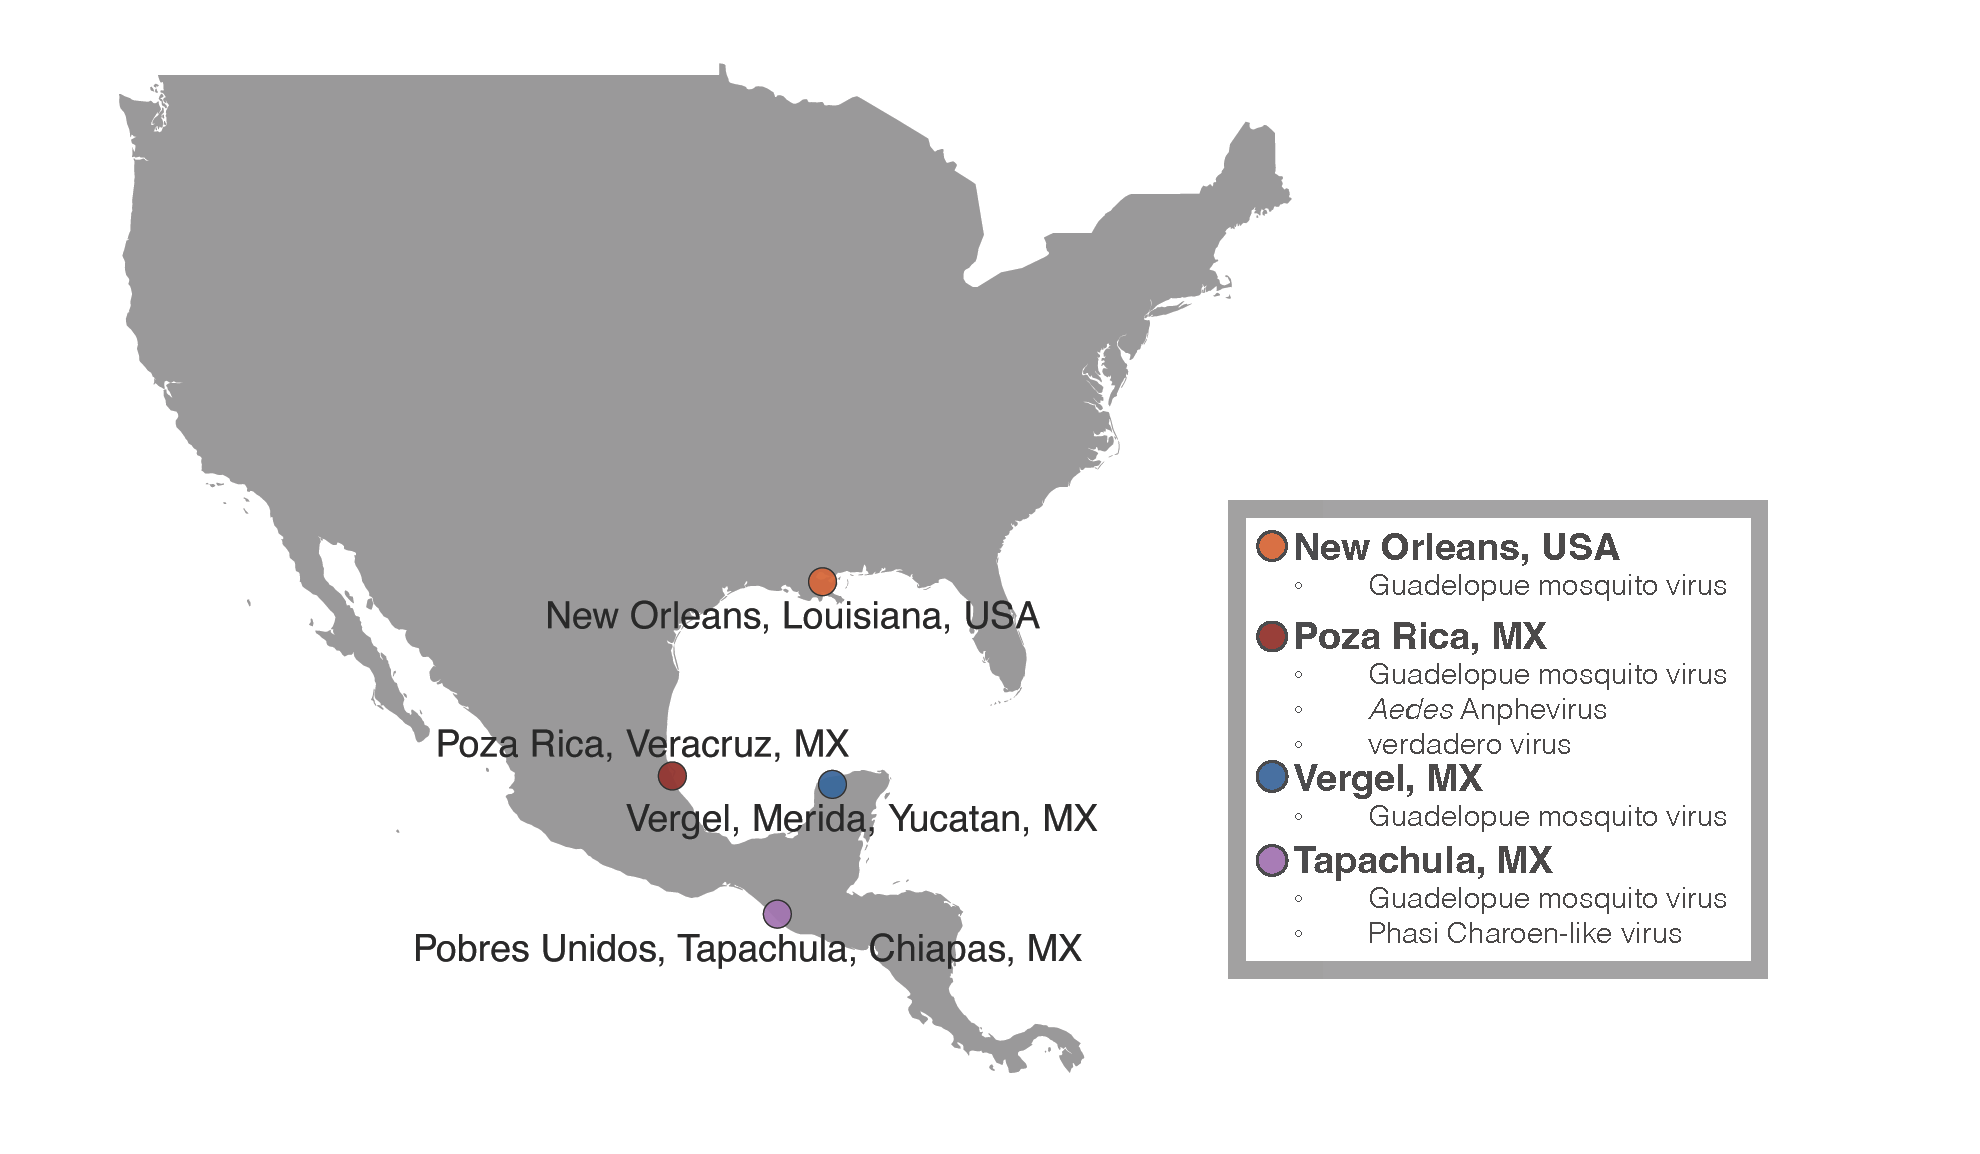 New Orleans, Louisiana, USA
Poza Rica, Veracruz, MX
Vergel, Merida, Yucatan, MX
Pobres Unidos, Tapachula, Chiapas, MX
New Orleans, USA
◦ Guadelopue mosquito virus
Poza Rica, MX
◦ Guadelopue mosquito virus
◦ Aedes Anphevirus
◦ verdadero virus
Vergel, MX
◦ Guadelopue mosquito virus
Tapachula, MX
◦ Guadelopue mosquito virus
◦ Phasi Charoen-like virus